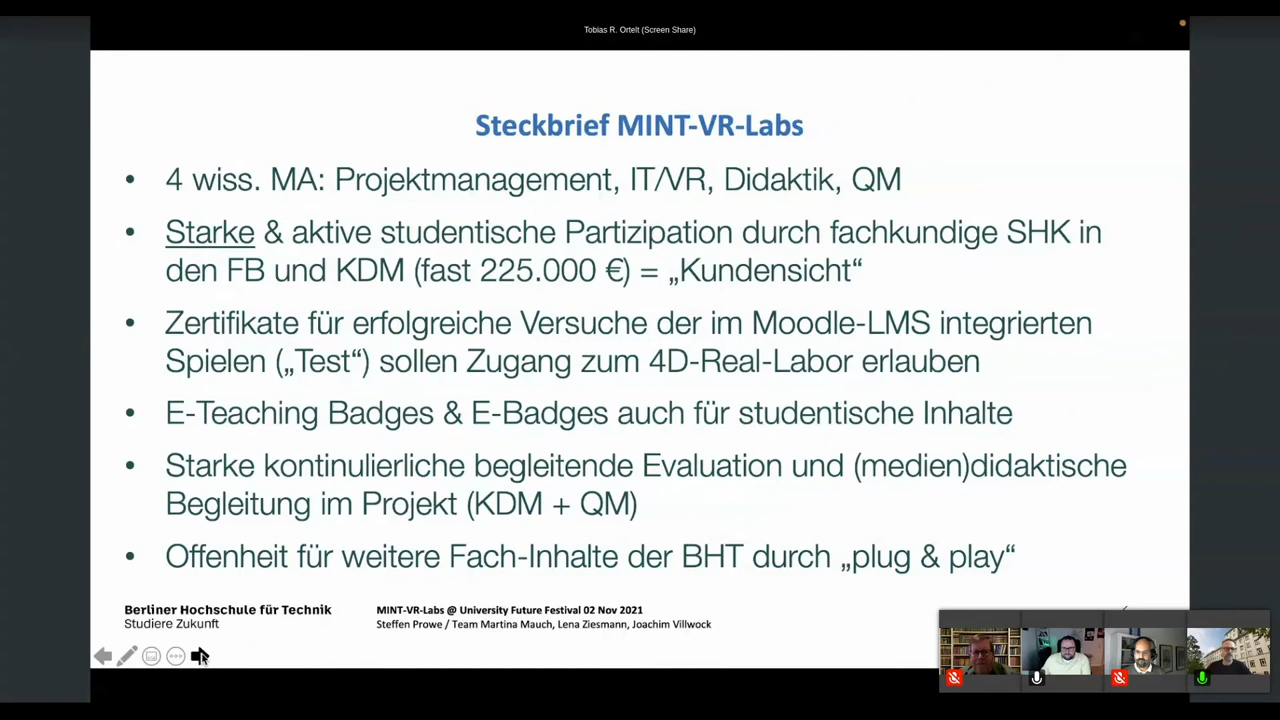 Tobias R. Ortelt (Screen Share)
Steckbrief MINT-VR-Labs
• 4 wiss. MA: Projektmanagement, IT/VR, Didaktik, QM
• Starke & aktive studentische Partizipation durch fachkundige SHK in
den FB und KDM (fast 225.000 €) = „Kundensicht“
• Zertifikate für erfolgreiche Versuche der im Moodle-LMS integrierten
Spielen („Test“) sollen Zugang zum 4D-Real-Labor erlauben
• E-Teaching Badges & E-Badges auch für studentische Inhalte
• Starke kontinulierliche begleitende Evaluation und (medien)didaktische
Begleitung im Projekt (KDM + QM)
• Offenheit für weitere Fach-Inhalte der BHT durch „plug & play“
Berliner Hochschule für Technik
Studiere Zukunft
MINT-VR-Labs @ University Future Festival 02 Nov 2021
Steffen Prowe / Team Martina Mauch, Lena Ziesmann, Joachim Villwock